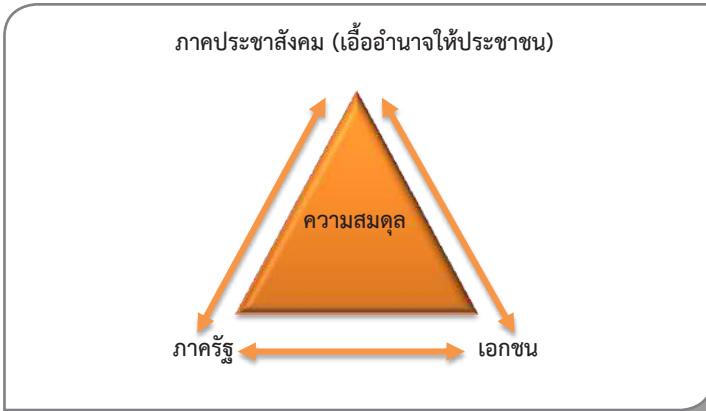 ภาคประชาสังคม (เอื้ออำนาจให้ประชาชน)
ความสมดุล
ภาครัฐ
เอกชน